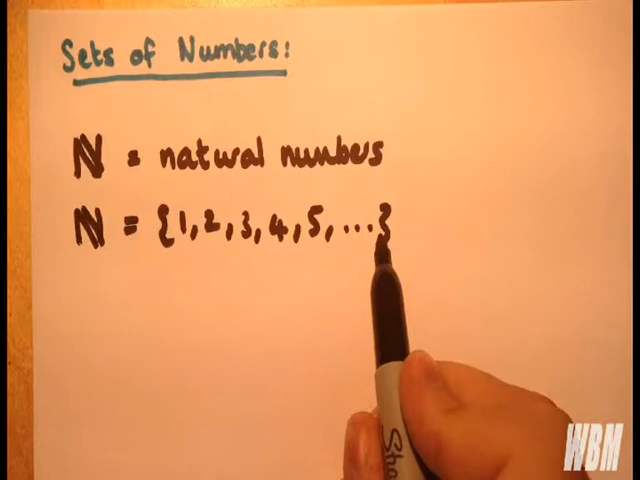 Sets of Numbers:
ℕ = natural numbers
ℕ = {1, 2, 3, 4, 5, ...}
Sha
WBM